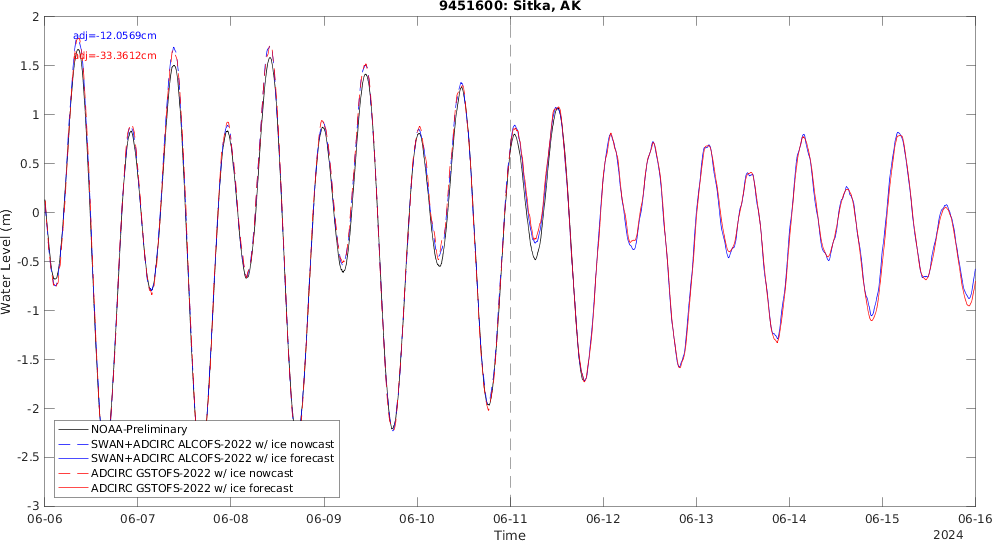 9451600: Sitka, AK
adj=-12.0569cm
adj=-33.3612cm
Water Level (m)
2
1.5
1
0.5
0
-0.5
-1
-1.5
-2
-2.5
-3
NOAA-Preliminary
SWAN+ADCIRC ALCOFS-2022 w/ ice nowcast
SWAN+ADCIRC ALCOFS-2022 w/ ice forecast
ADCIRC GSTOFS-2022 w/ ice nowcast
ADCIRC GSTOFS-2022 w/ ice forecast
06-06 06-07 06-08 06-09 06-10 06-11 06-12 06-13 06-14 06-15 06-16
Time
2024